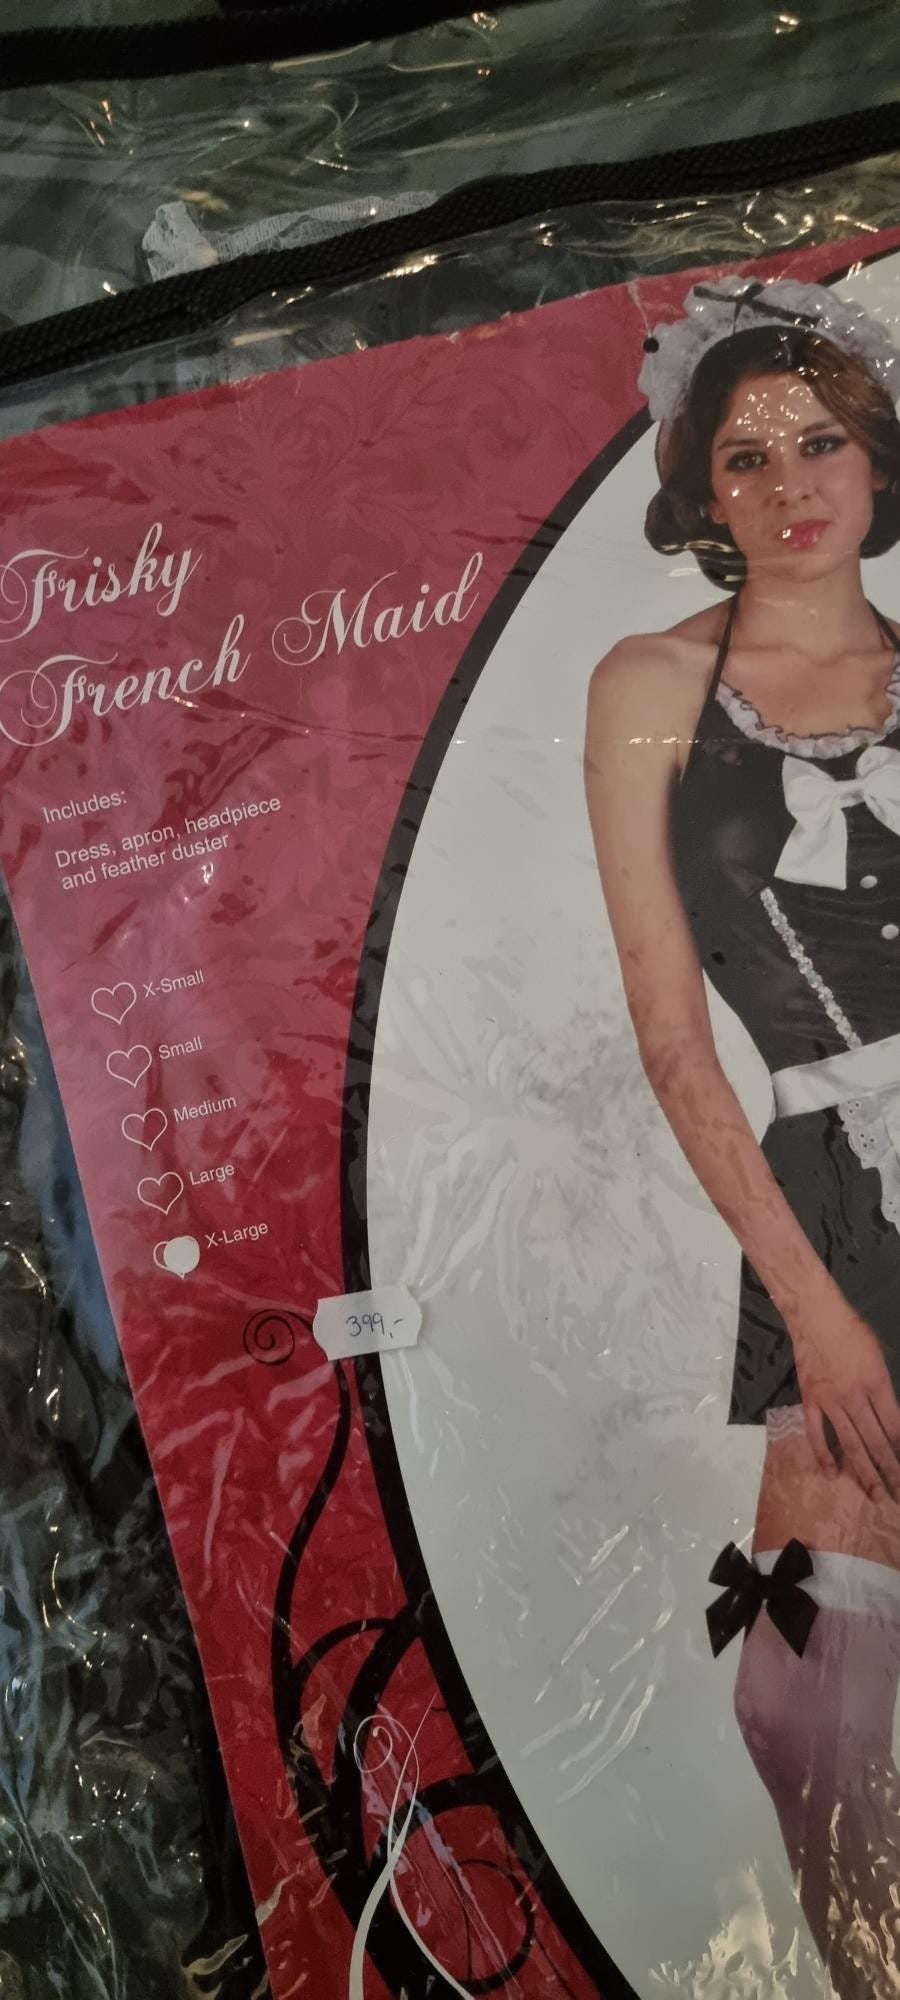 Frisky
French Maid
Includes:
Dress, apron, headpiece
and feather duster
X-Small
Small
Medium
Large
X-Large
399,-